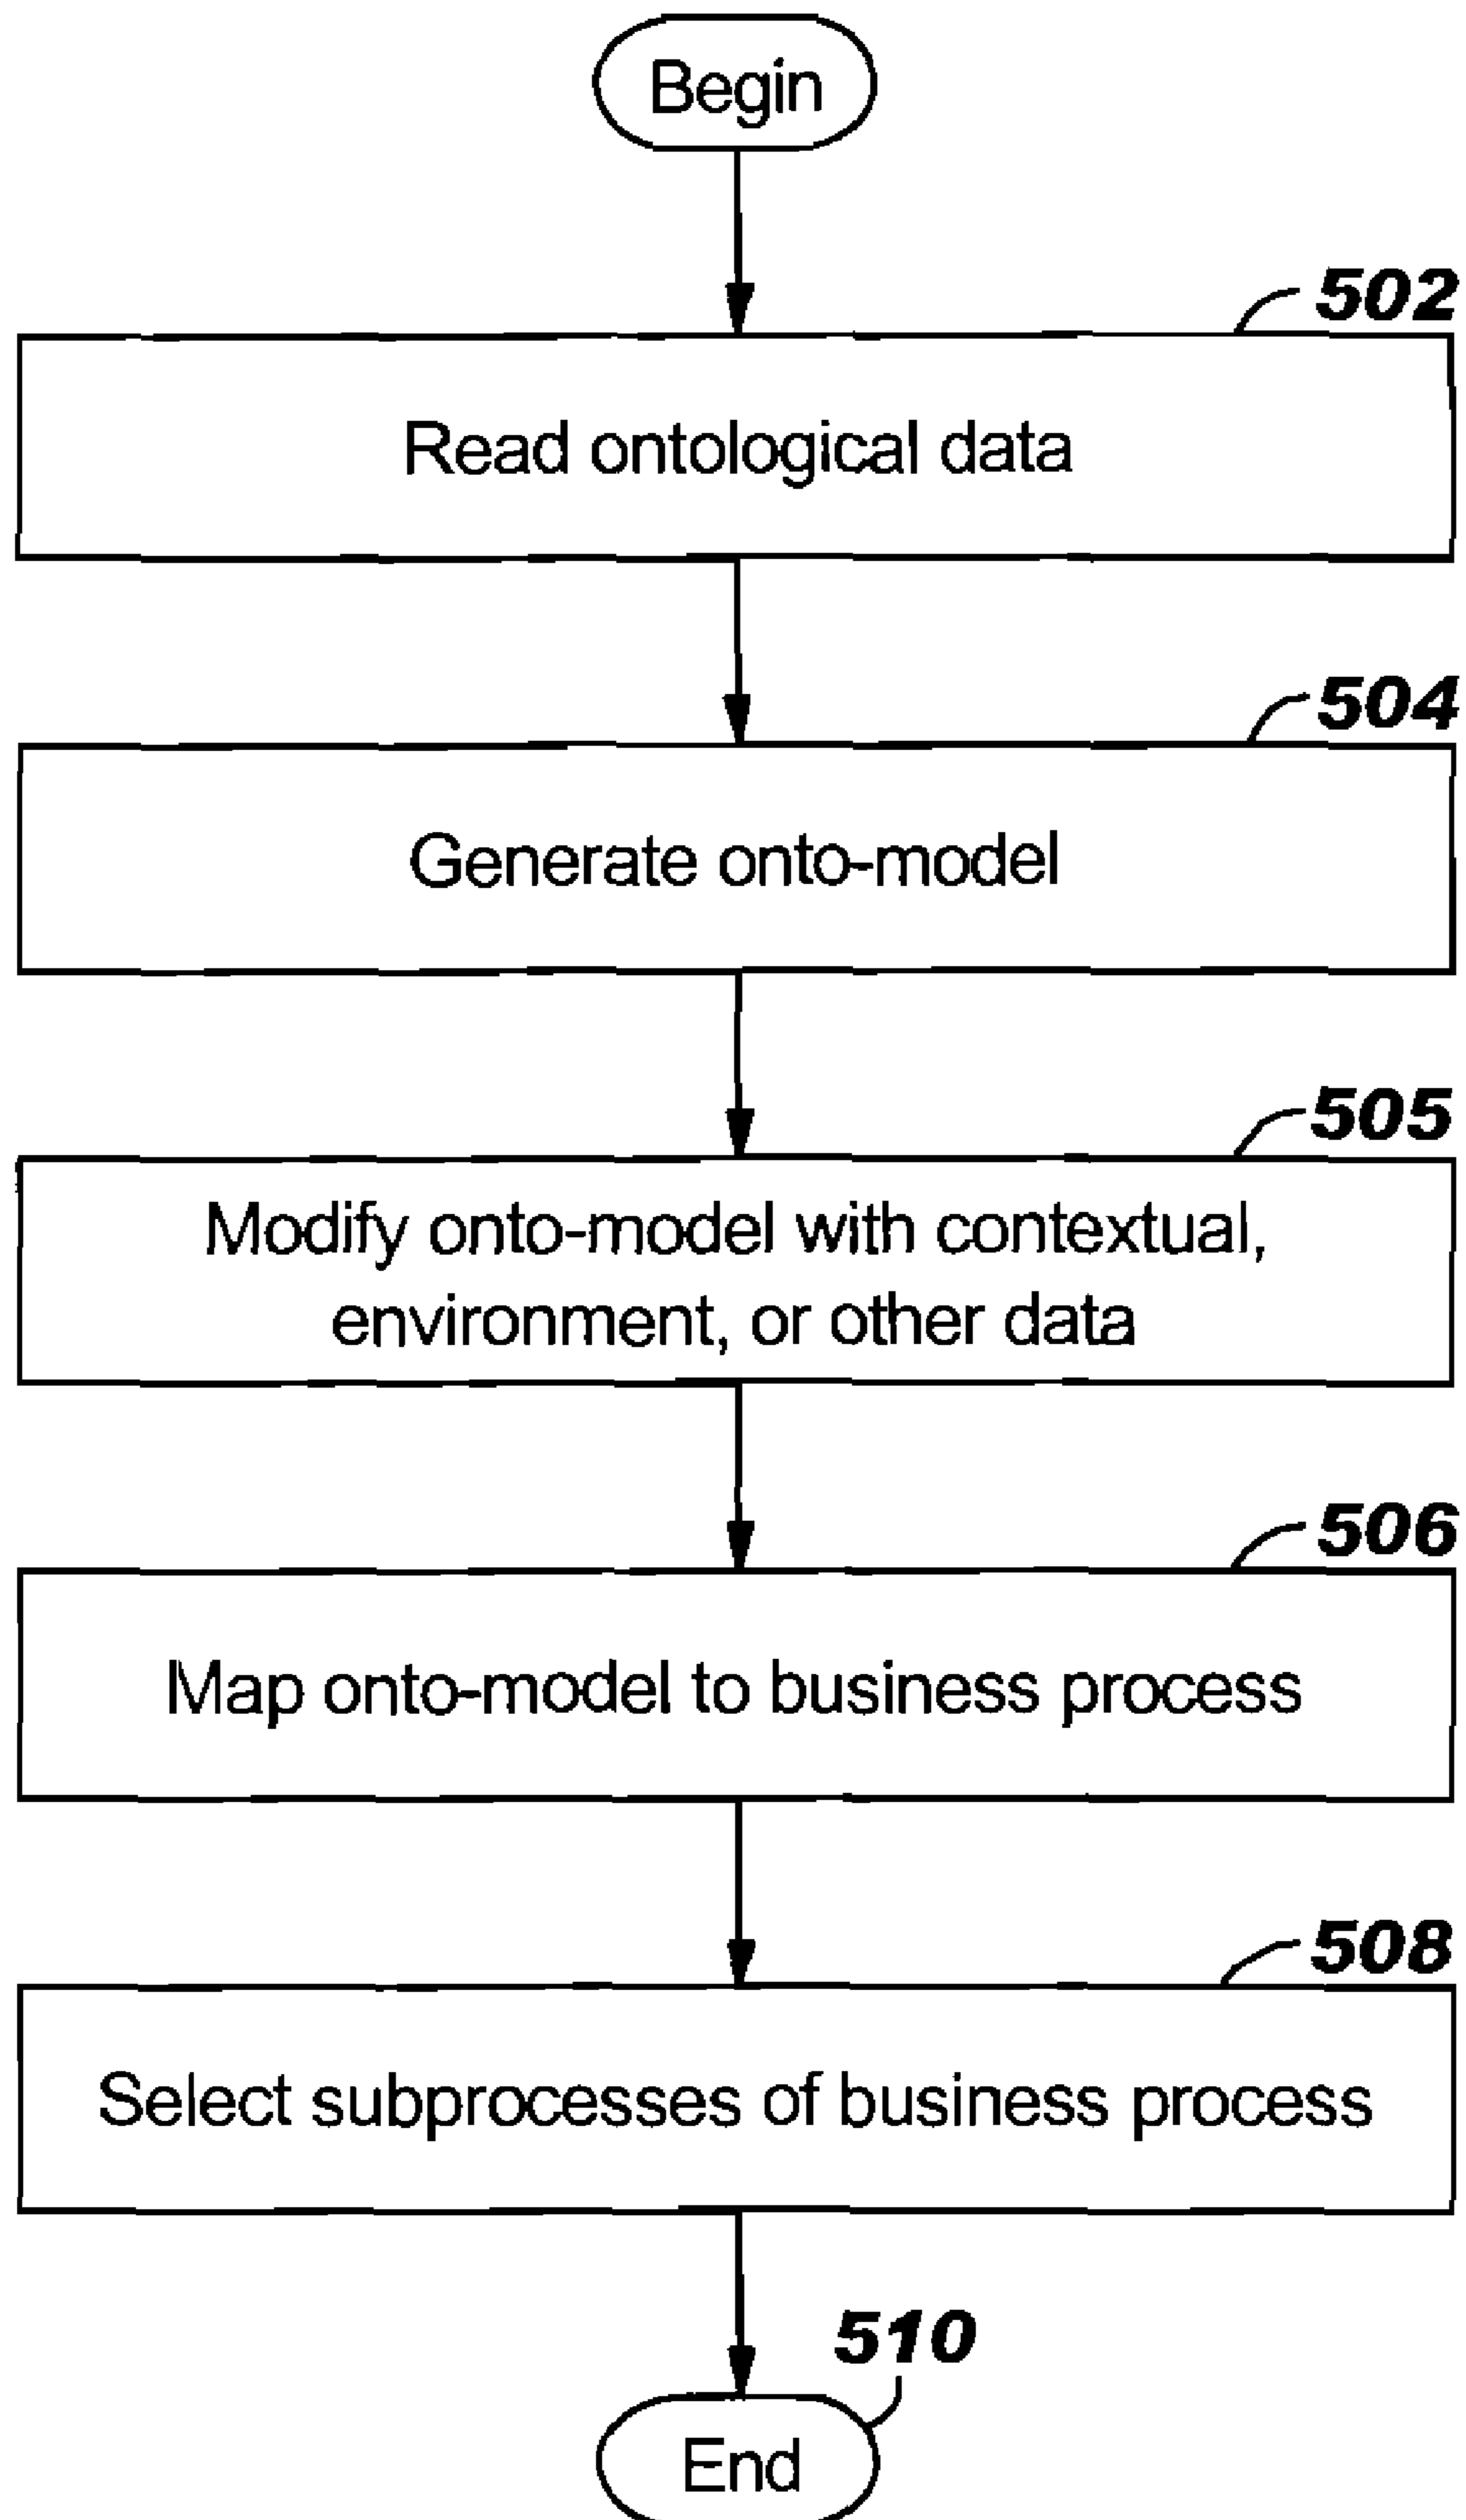 Begin
502
Read ontological data
504
Generate onto-model
505
Modify onto-model with contextual,
environment, or other data
506
Map onto-model to business process
508
Select subprocesses of business process
510
End